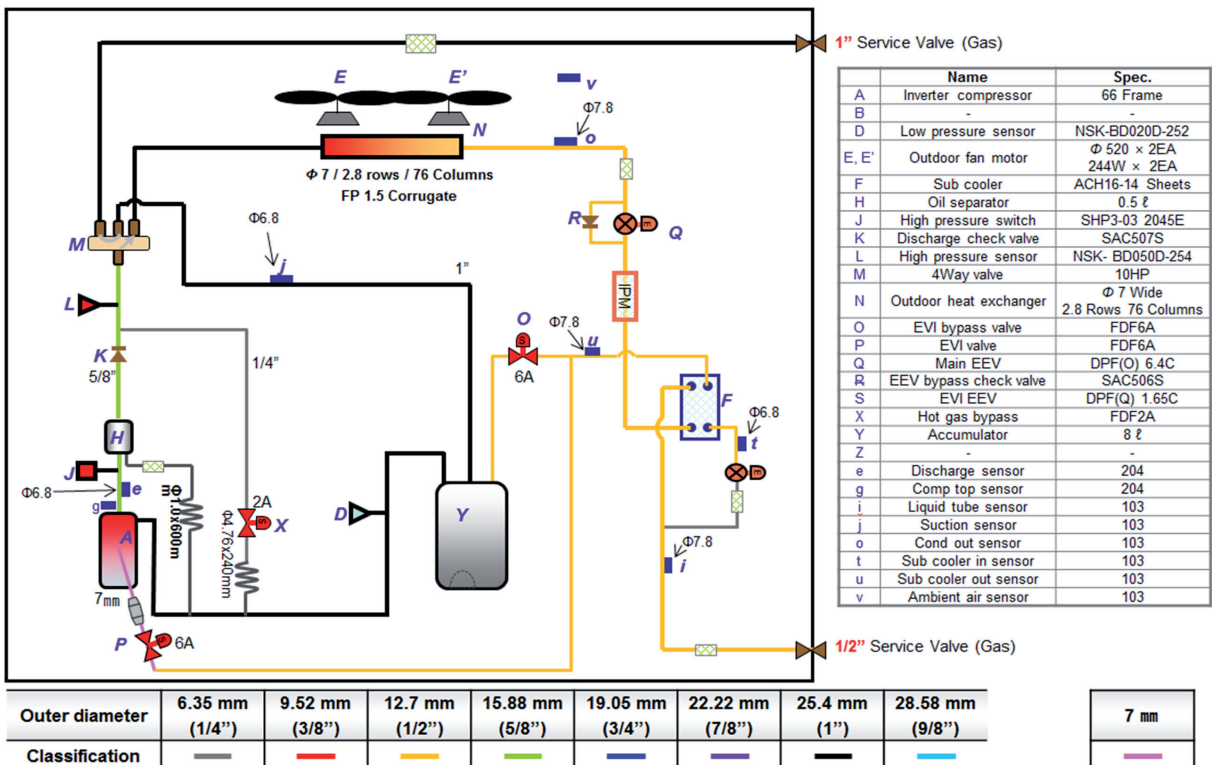 1” Service Valve (Gas)
E
E'
v
Φ7.8
N
o
Φ 7 / 2.8 rows / 76 Columns
FP 1.5 Corrugate
Φ6.8
M
j
1”
R
E
Q
IPM
L
O
Φ7.8
S
u
K
5/8”
1/4”
6A
F
Φ6.8
H
t
E
J
Φ6.8
e
g
Φ1.0x600m
m
2A
S
X
Φ4.76x240mm
D
Y
A
Φ7.8
i
7mm
P
S
6A
1/2” Service Valve (Gas)
Name Spec.
A Inverter compressor 66 Frame
B - -
D Low pressure sensor NSK-BD020D-252
E, E' Outdoor fan motor Φ 520 × 2EA
244W × 2EA
F Sub cooler ACH16-14 Sheets
H Oil separator 0.5 ℓ
J High pressure switch SHP3-03 2045E
K Discharge check valve SAC507S
L High pressure sensor NSK- BD050D-254
M 4Way valve 10HP
N Outdoor heat exchanger Φ 7 Wide
2.8 Rows 76 Columns
O EVI bypass valve FDF6A
P EVI valve FDF6A
Q Main EEV DPF(O) 6.4C
R EEV bypass check valve SAC506S
S EVI EEV DPF(Q) 1.65C
X Hot gas bypass FDF2A
Y Accumulator 8 ℓ
Z - -
e Discharge sensor 204
g Comp top sensor 204
i Liquid tube sensor 103
j Suction sensor 103
o Cond out sensor 103
t Sub cooler in sensor 103
u Sub cooler out sensor 103
v Ambient air sensor 103
Outer diameter 6.35 mm (1/4”) 9.52 mm (3/8”) 12.7 mm (1/2”) 15.88 mm (5/8”) 19.05 mm (3/4”) 22.22 mm (7/8”) 25.4 mm (1”) 28.58 mm (9/8”) 7 mm
Classification